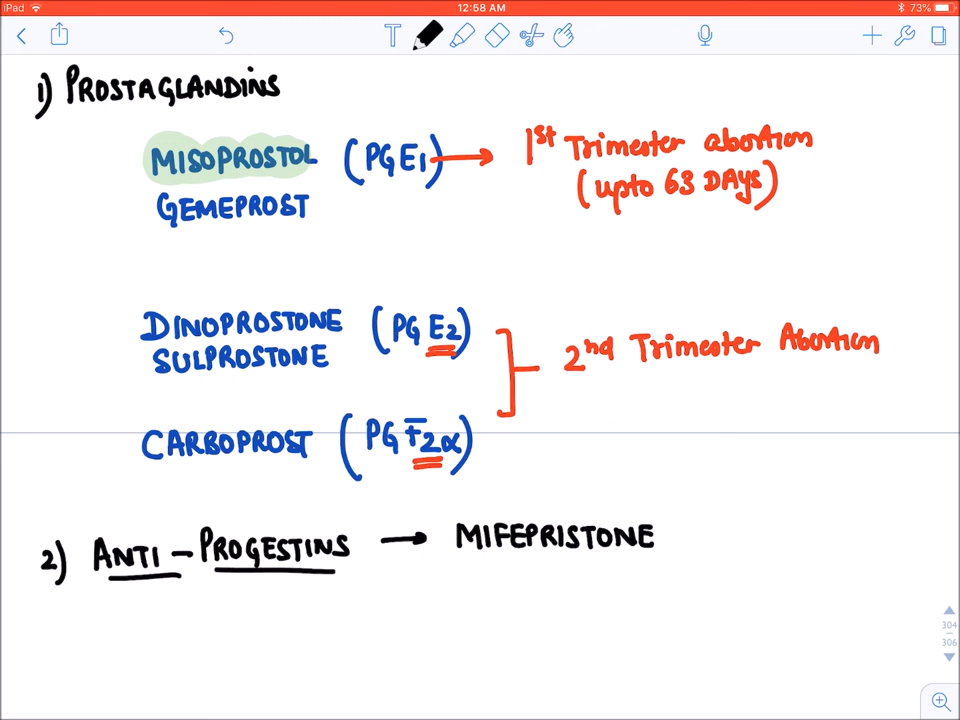 iPad 12:58 AM 73%
T
1) PROSTAGLANDINS
MISOPROSTOL (PGE1) → 1st Trimester abortion
(upto 63 DAYs)
GEMEPROST
DINOPROSTONE (PG E2)
SULPROSTONE
2nd Trimester Abortion
CARBOPROST (PG F2α)
2) ANTI-PROGESTINS → MIFEPRISTONE
304
306